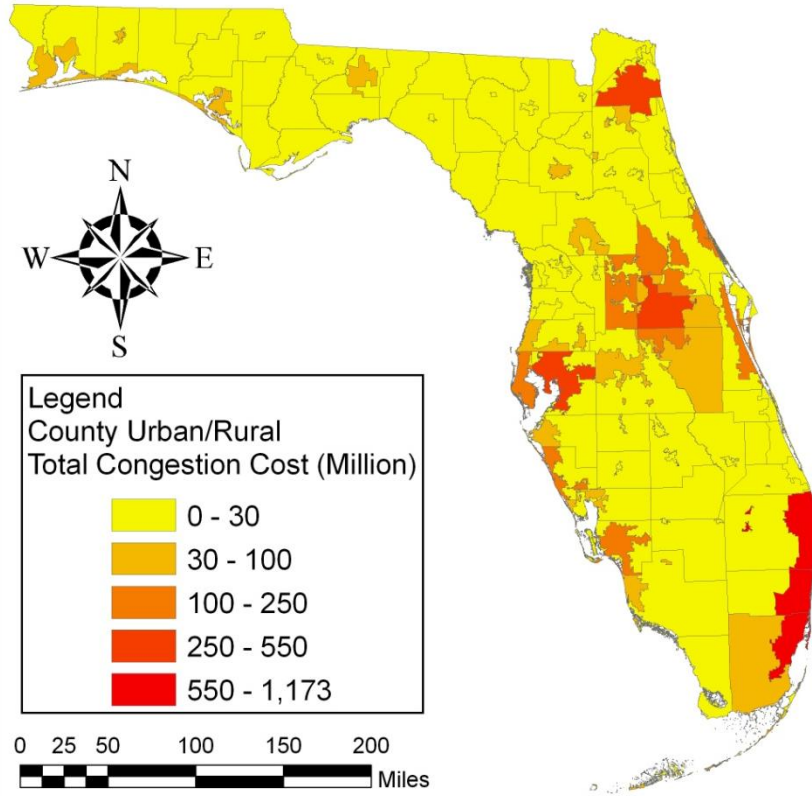 N
W E
S
Legend
County Urban/Rural
Total Congestion Cost (Million)
0 - 30
30 - 100
100 - 250
250 - 550
550 - 1,173
0 25 50 100 150 200
Miles